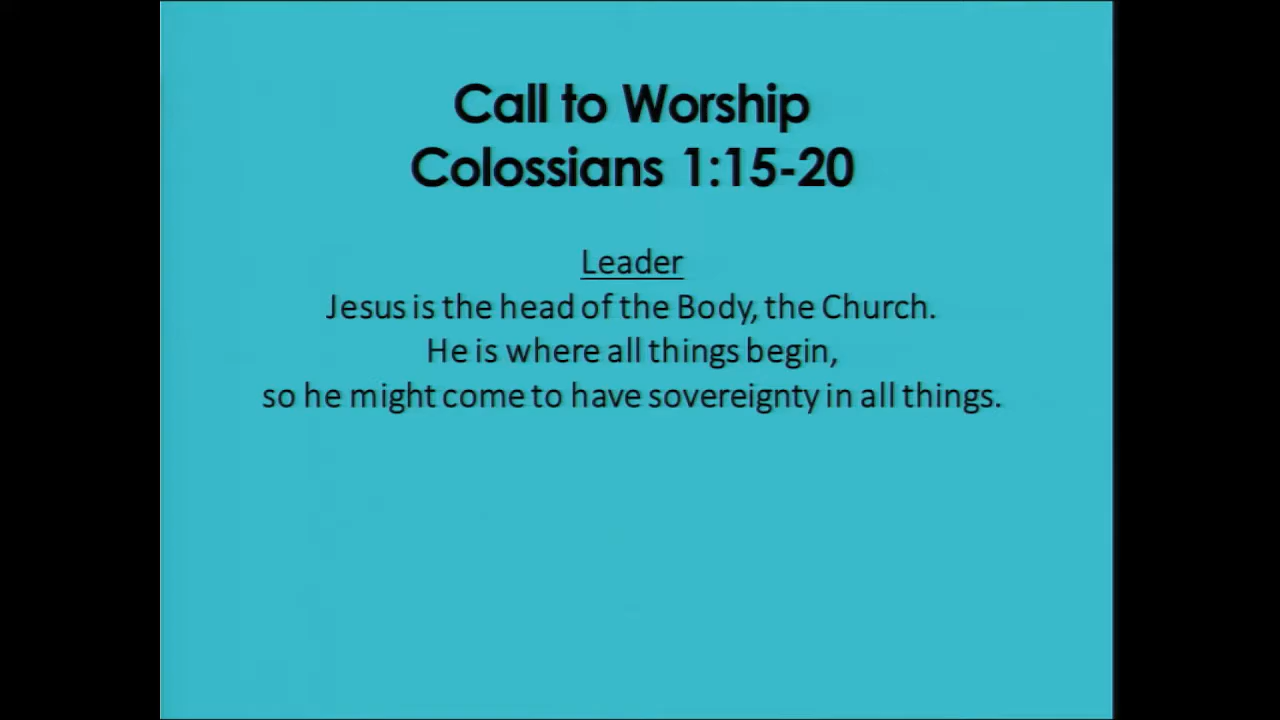 Call to Worship
Colossians 1:15-20
Leader
Jesus is the head of the Body, the Church.
He is where all things begin,
so he might come to have sovereignty in all things.